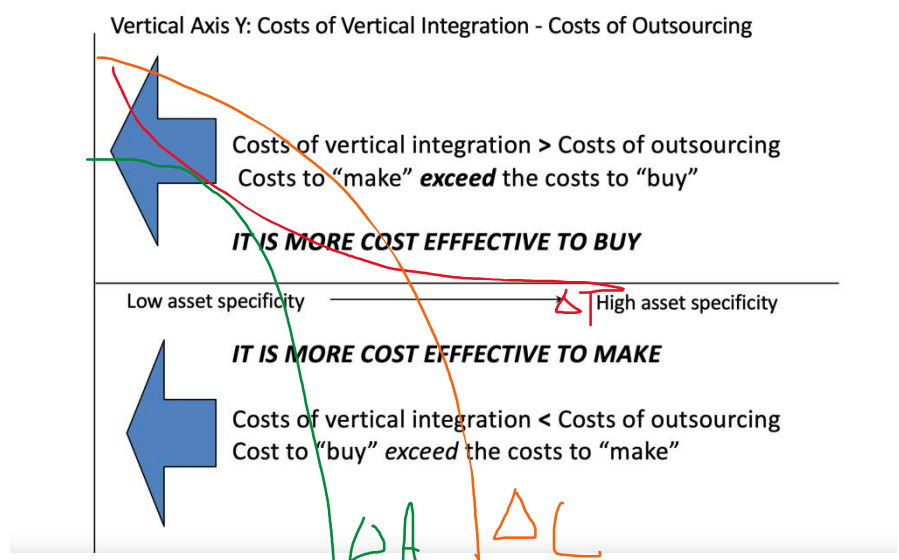 Vertical Axis Y: Costs of Vertical Integration - Costs of Outsourcing
Costs of vertical integration > Costs of outsourcing
Costs to “make” exceed the costs to “buy”
IT IS MORE COST EFFFECTIVE TO BUY
Low asset specificity
ΔT
High asset specificity
IT IS MORE COST EFFFECTIVE TO MAKE
Costs of vertical integration < Costs of outsourcing
Cost to “buy” exceed the costs to “make”
ΔA
ΔC